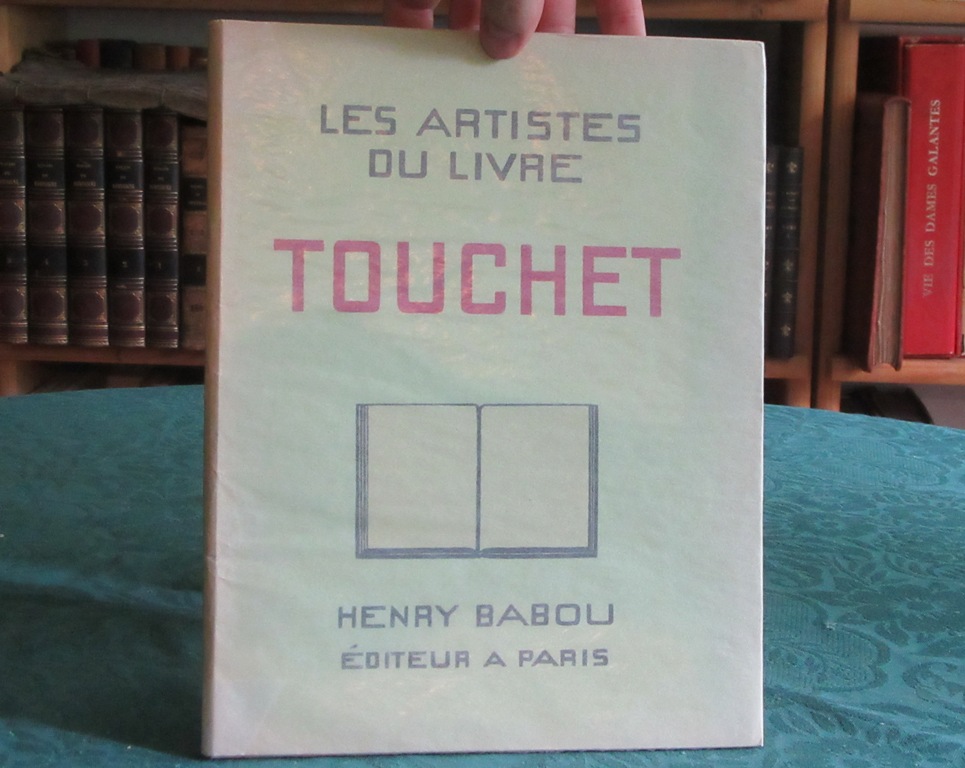 LES ARTISTES
DU LIVRE
TOUCHET
HENRY BABOU
ÉDITEUR A PARIS
VIE DES DAMES GALANTES